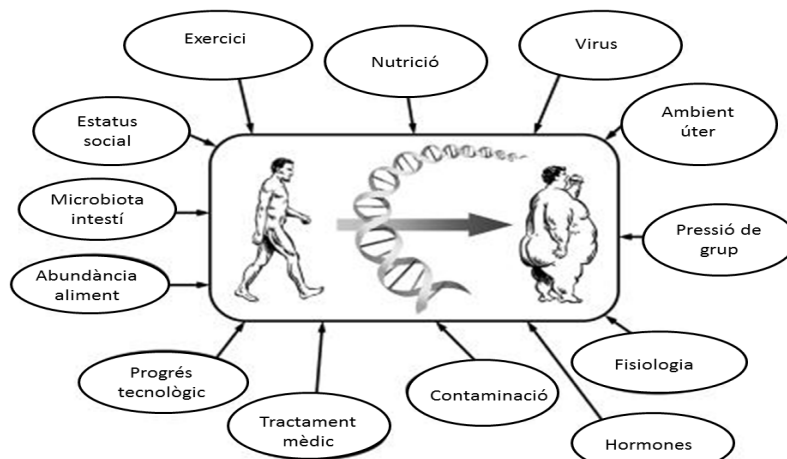 Exercici
Nutrició
Virus
Estatus
social
Ambient
úter
Microbiota
intestí
Pressió de
grup
Abundància
aliment
Progrés
tecnològic
Tractament
mèdic
Contaminació
Fisiologia
Hormones